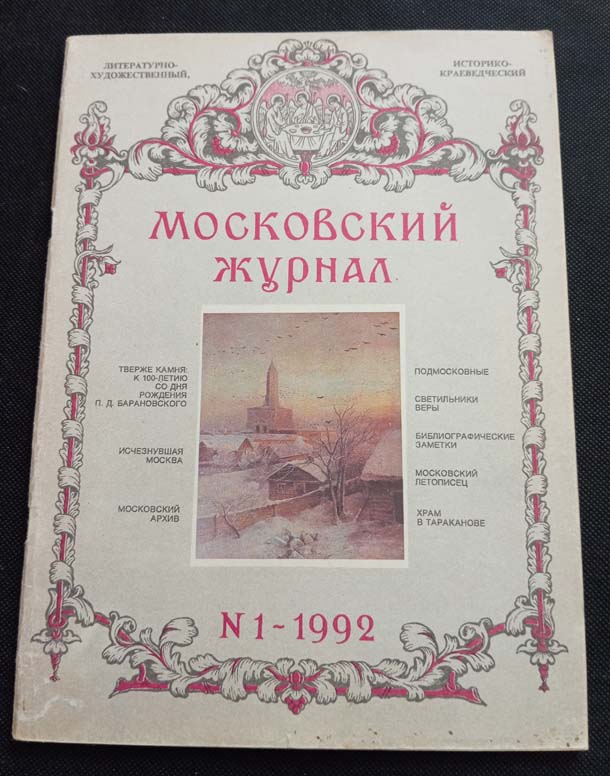 ЛИТЕРАТУРНО-
ХУДОЖЕСТВЕННЫЙ,
ИСТОРИКО-
КРАЕВЕДЧЕСКИЙ
МОСКОВСКИЙ
ЖУРНАЛ
ТВЕРЖЕ КАМНЯ:
К 100-ЛЕТИЮ
СО ДНЯ
РОЖДЕНИЯ
П. Д. БАРАНОВСКОГО
ИСЧЕЗНУВШАЯ
МОСКВА
МОСКОВСКИЙ
АРХИВ
ПОДМОСКОВНЫЕ
СВЕТИЛЬНИКИ
ВЕРЫ
БИБЛИОГРАФИЧЕСКИЕ
ЗАМЕТКИ
МОСКОВСКИЙ
ЛЕТОПИСЕЦ
ХРАМ
В ТАРАКАНОВЕ
N 1 ~ 1992